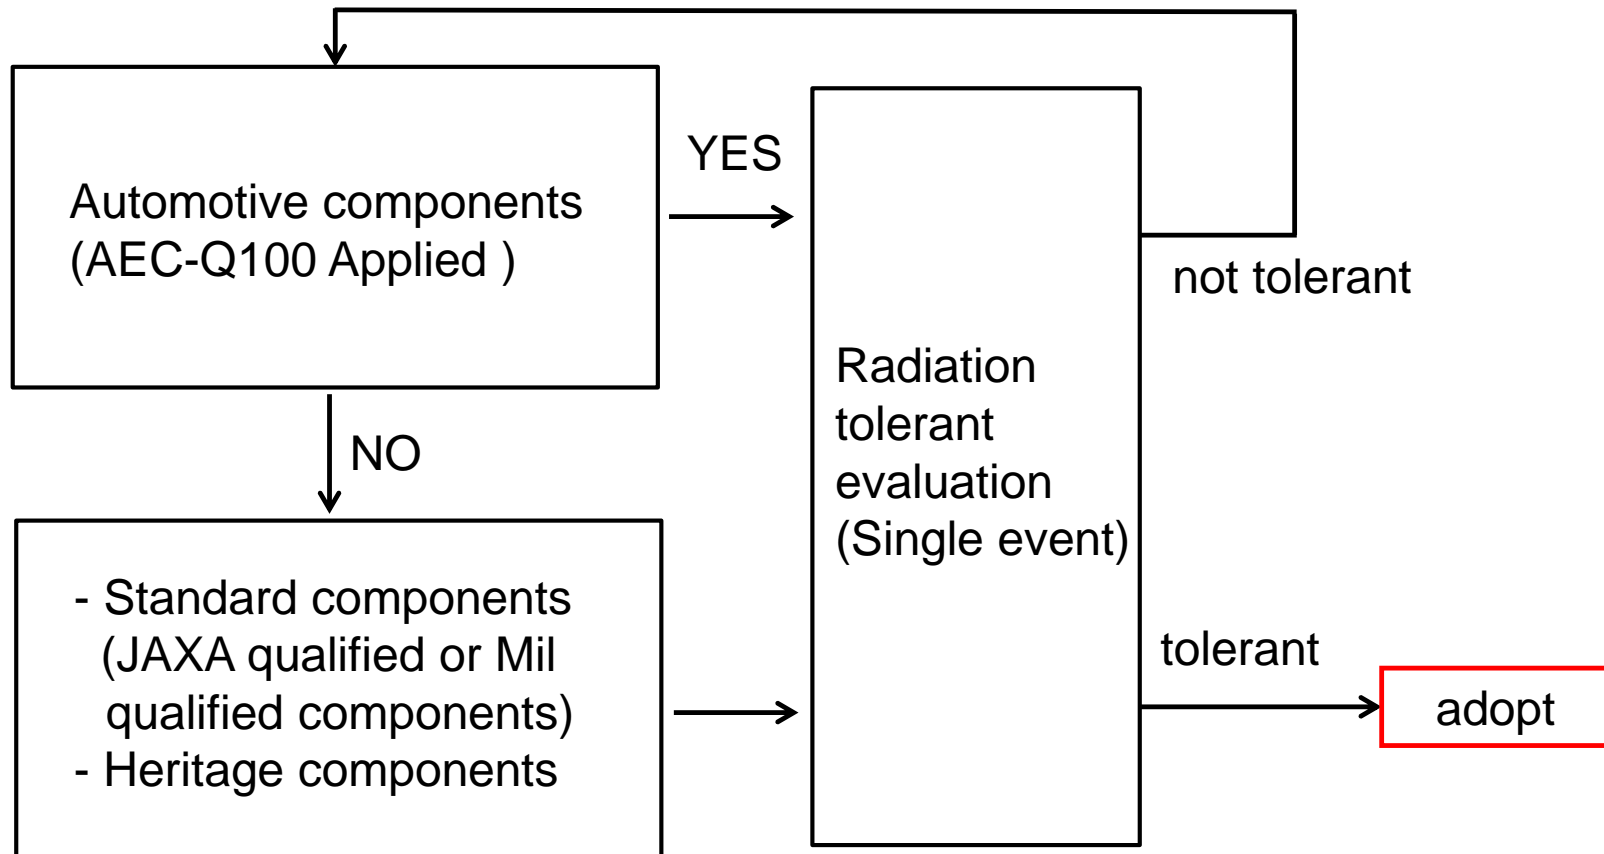 Automotive components
(AEC-Q100 Applied )
YES
NO
- Standard components
(JAXA qualified or Mil
qualified components)
- Heritage components
Radiation
tolerant
evaluation
(Single event)
not tolerant
tolerant
adopt